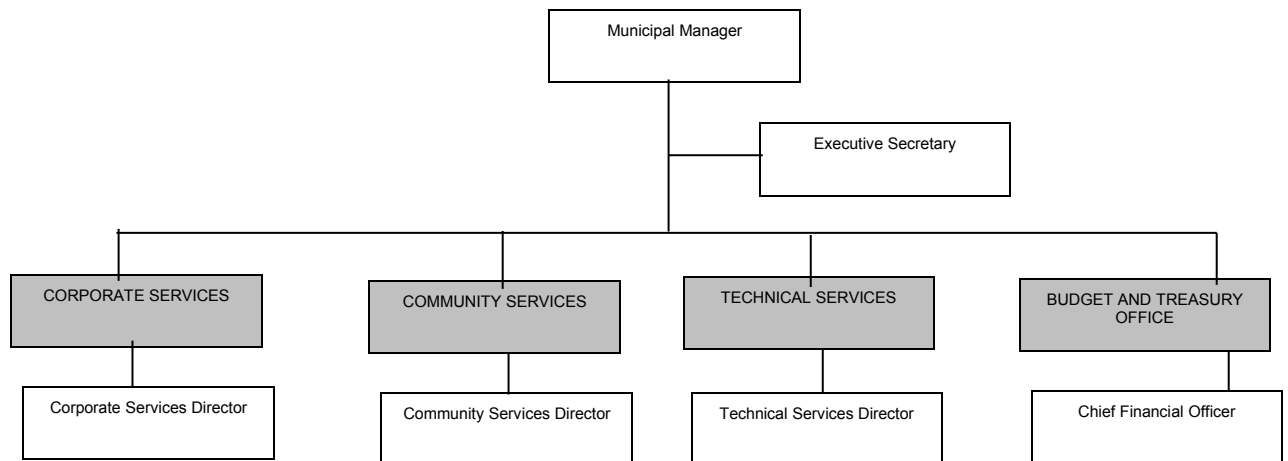 Municipal Manager
Executive Secretary
CORPORATE SERVICES
COMMUNITY SERVICES
TECHNICAL SERVICES
BUDGET AND TREASURY
OFFICE
Corporate Services Director
Community Services Director
Technical Services Director
Chief Financial Officer